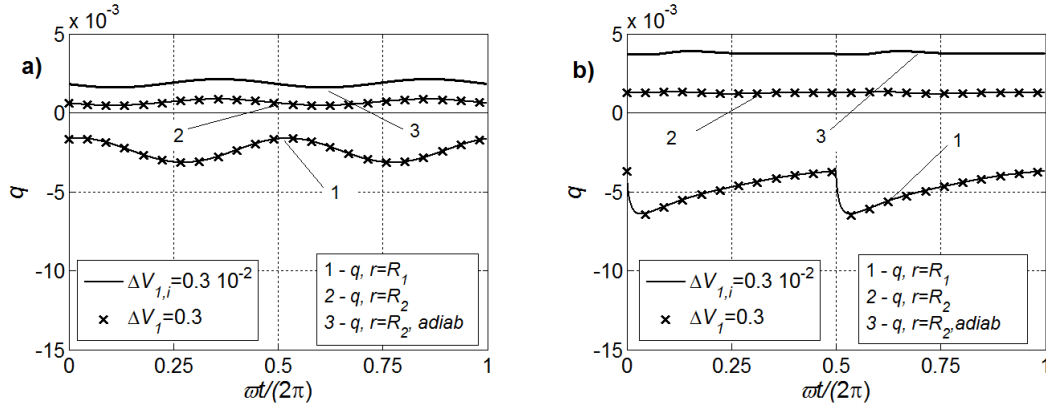 x 10⁻³
5
a)
0
-5
-10
-15
q
2
3
1
ΔV₁,ᵢ=0.3 10⁻²
ΔV₁=0.3
1 - q, r=R₁
2 - q, r=R₂
3 - q, r=R₂, adiab
0 0.25 0.5 0.75 1
ϖt/(2π)
x 10⁻³
5
b)
0
-5
-10
-15
q
2
3
1
ΔV₁,ᵢ=0.3 10⁻²
ΔV₁=0.3
1 - q, r=R₁
2 - q, r=R₂
3 - q, r=R₂,adiab
0 0.25 0.5 0.75 1
ϖt/(2π)